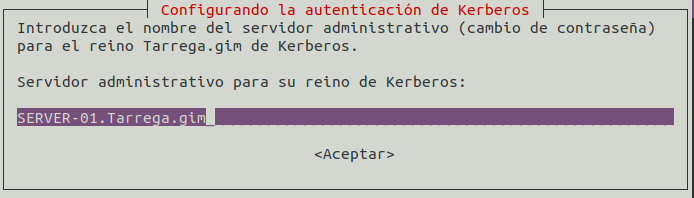 Configurando la autenticación de Kerberos
Introduzca el nombre del servidor administrativo (cambio de contraseña)
para el reino Tarrega.gim de Kerberos.
Servidor administrativo para su reino de Kerberos:
SERVER-01.Tarrega.gim
<Aceptar>